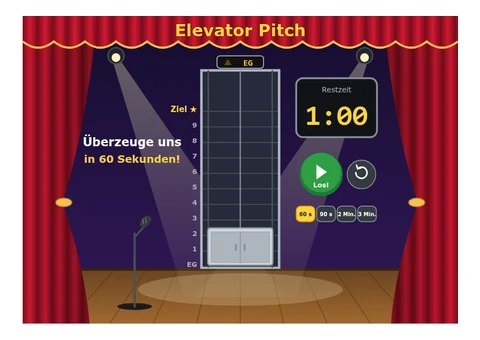 Elevator Pitch
EG
Restzeit
1:00
Ziel ★
9
8
7
6
5
4
3
2
1
EG
Überzeuge uns
in 60 Sekunden!
Los!
60 s
90 s
2 Min.
3 Min.